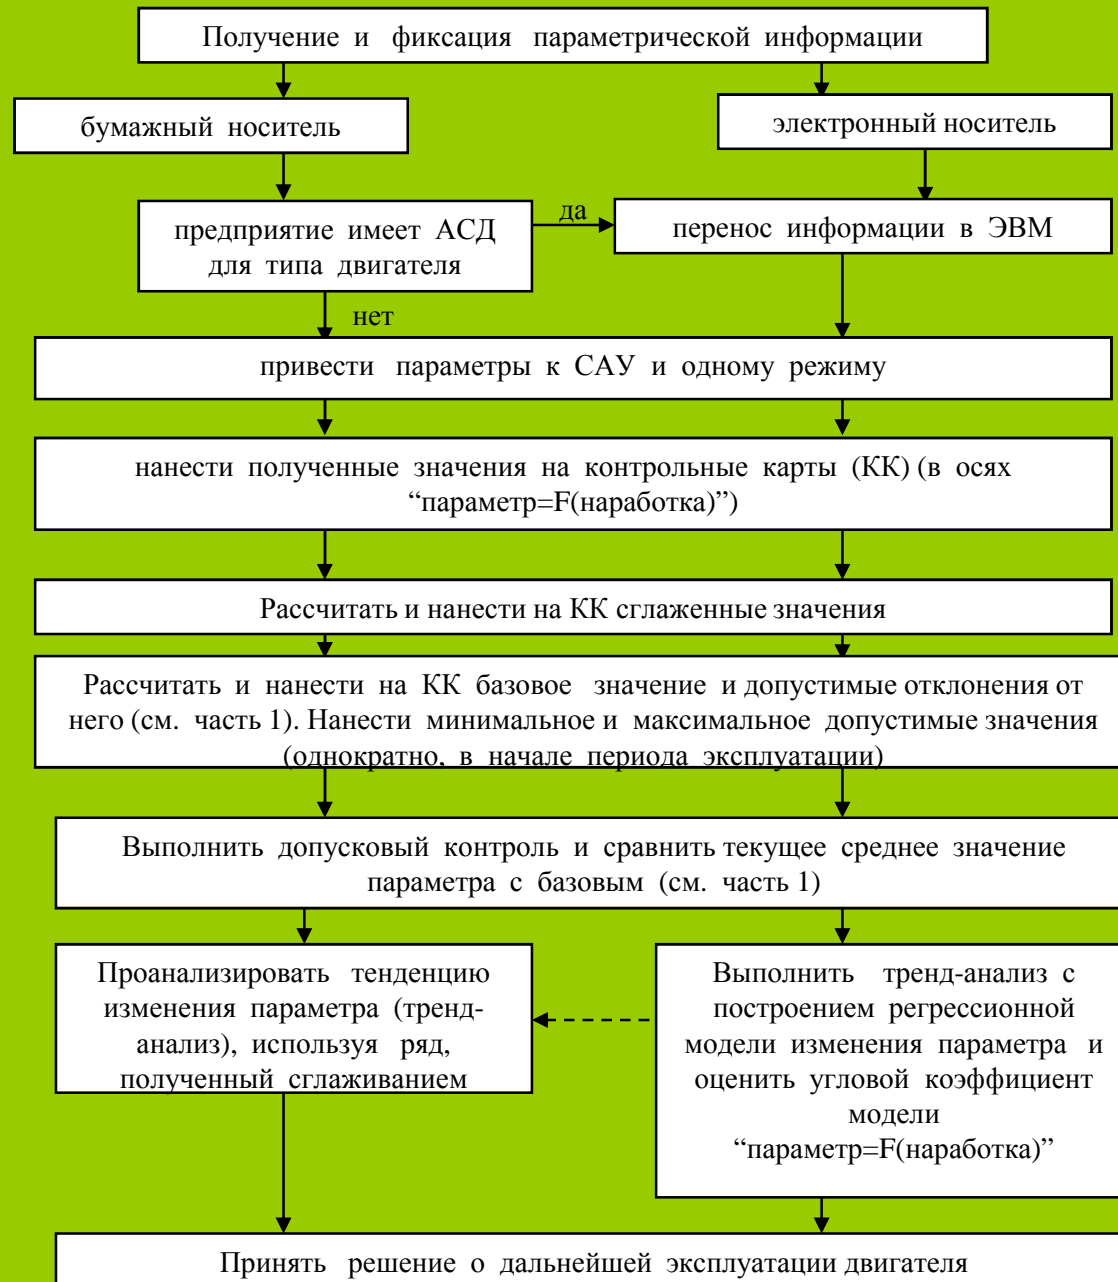 Получение и фиксация параметрической информации
бумажный носитель
электронный носитель
предприятие имеет АСД
для типа двигателя
да
перенос информации в ЭВМ
нет
привести параметры к САУ и одному режиму
нанести полученные значения на контрольные карты (КК) (в осях
“параметр=F(наработка)”)
Рассчитать и нанести на КК сглаженные значения
Рассчитать и нанести на КК базовое значение и допустимые отклонения от
него (см. часть 1). Нанести минимальное и максимальное допустимые значения
(однократно, в начале периода эксплуатации)
Выполнить допусковый контроль и сравнить текущее среднее значение
параметра с базовым (см. часть 1)
Проанализировать тенденцию
изменения параметра (тренд-
анализ), используя ряд,
полученный сглаживанием
Выполнить тренд-анализ с
построением регрессионной
модели изменения параметра и
оценить угловой коэффициент
модели
“параметр=F(наработка)”
Принять решение о дальнейшей эксплуатации двигателя